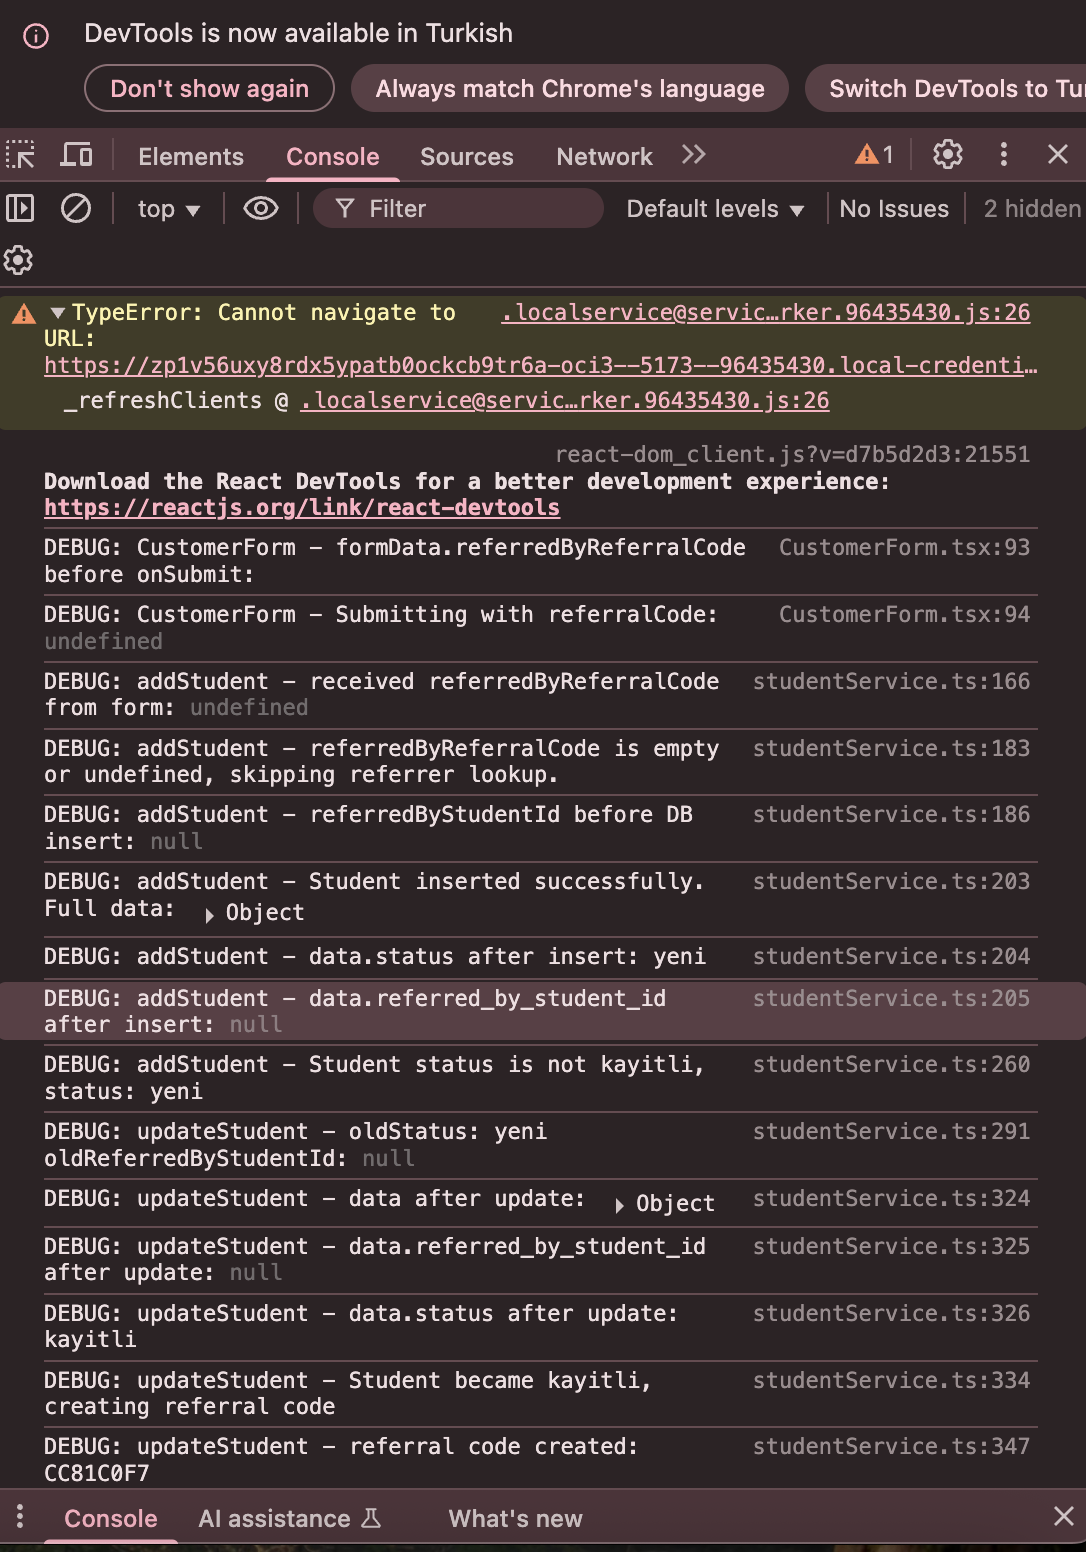 DevTools is now available in Turkish
Don't show again
Always match Chrome's language
Switch DevTools to Tu
Elements
Console
Sources
Network
1
top
Filter
Default levels
No Issues
2 hidden
TypeError: Cannot navigate to .localservice@servic…rker.96435430.js:26
URL:
https://zp1v56uxy8rdx5ypatb0ockcb9tr6a-oci3--5173--96435430.local-credenti…
_refreshClients @ .localservice@servic…rker.96435430.js:26
react-dom_client.js?v=d7b5d2d3:21551
Download the React DevTools for a better development experience:
https://reactjs.org/link/react-devtools
DEBUG: CustomerForm – formData.referredByReferralCode CustomerForm.tsx:93
before onSubmit:
DEBUG: CustomerForm – Submitting with referralCode: CustomerForm.tsx:94
undefined
DEBUG: addStudent – received referredByReferralCode studentService.ts:166
from form: undefined
DEBUG: addStudent – referredByReferralCode is empty studentService.ts:183
or undefined, skipping referrer lookup.
DEBUG: addStudent – referredByStudentId before DB studentService.ts:186
insert: null
DEBUG: addStudent – Student inserted successfully. studentService.ts:203
Full data: Object
DEBUG: addStudent – data.status after insert: yeni studentService.ts:204
DEBUG: addStudent – data.referred_by_student_id studentService.ts:205
after insert: null
DEBUG: addStudent – Student status is not kayitli, studentService.ts:260
status: yeni
DEBUG: updateStudent – oldStatus: yeni studentService.ts:291
oldReferredByStudentId: null
DEBUG: updateStudent – data after update: Object studentService.ts:324
DEBUG: updateStudent – data.referred_by_student_id studentService.ts:325
after update: null
DEBUG: updateStudent – data.status after update: studentService.ts:326
kayitli
DEBUG: updateStudent – Student became kayitli, studentService.ts:334
creating referral code
DEBUG: updateStudent – referral code created: studentService.ts:347
CC81C0F7
Console
AI assistance
What's new